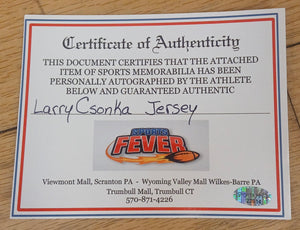 Certificate of Authenticity
THIS DOCUMENT CERTIFIES THAT THE ATTACHED
ITEM OF SPORTS MEMORABILIA HAS BEEN
PERSONALLY AUTOGRAPHED BY THE ATHLETE
BELOW AND GUARANTEED AUTHENTIC
Larry Csonka Jersey
SPORTS
FEVER
Viewmont Mall, Scranton PA - Wyoming Valley Mall Wilkes-Barre PA
Trumbull Mall, Trumbull CT
570-871-4226